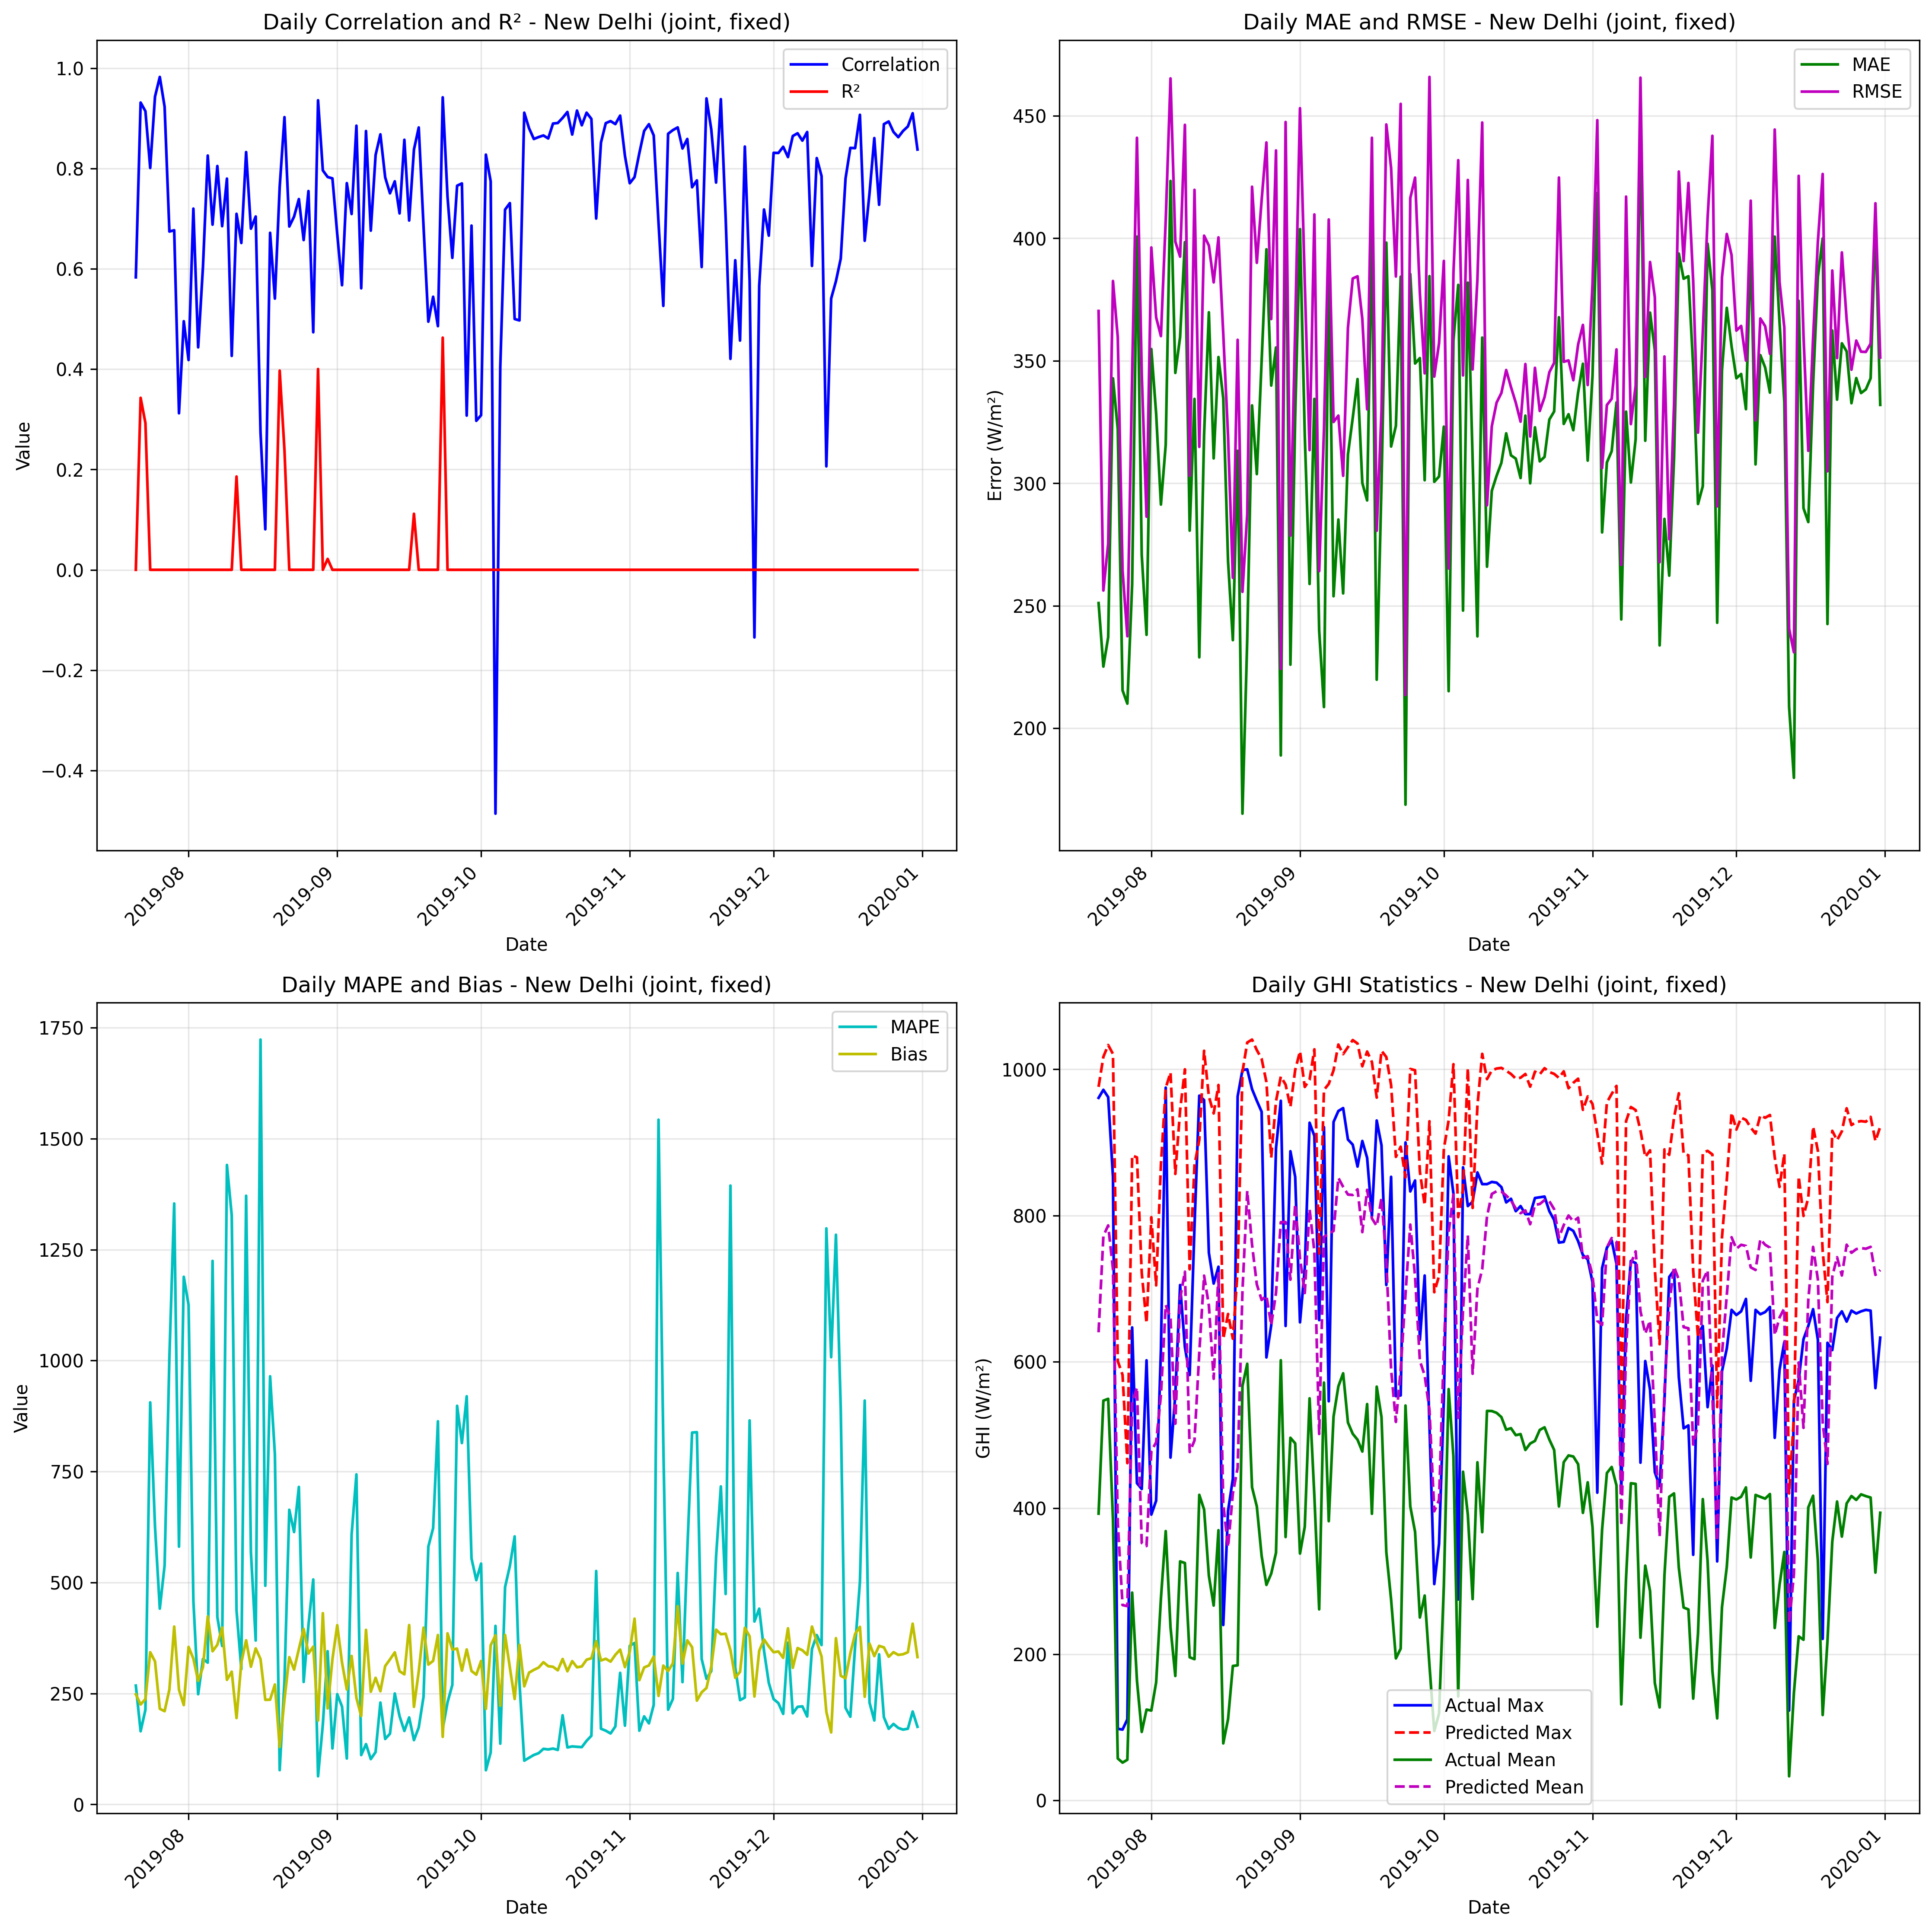 Daily Correlation and R² - New Delhi (joint, fixed)
Correlation
R²
1.0
0.8
0.6
0.4
0.2
0.0
−0.2
−0.4
Value
2019-08
2019-09
2019-10
2019-11
2019-12
2020-01
Date
Daily MAE and RMSE - New Delhi (joint, fixed)
MAE
RMSE
450
400
350
300
250
200
Error (W/m²)
2019-08
2019-09
2019-10
2019-11
2019-12
2020-01
Date
Daily MAPE and Bias - New Delhi (joint, fixed)
MAPE
Bias
1750
1500
1250
1000
750
500
250
0
Value
2019-08
2019-09
2019-10
2019-11
2019-12
2020-01
Date
Daily GHI Statistics - New Delhi (joint, fixed)
1000
800
600
400
200
0
GHI (W/m²)
Actual Max
Predicted Max
Actual Mean
Predicted Mean
2019-08
2019-09
2019-10
2019-11
2019-12
2020-01
Date